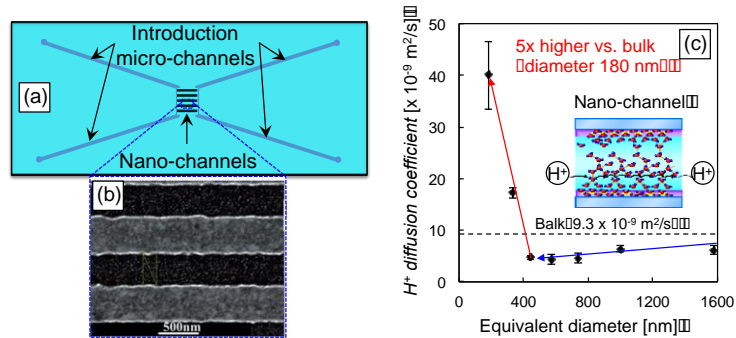 (a)
Introduction
micro-channels
Nano-channels
(b)
500nm
(c)
H+ diffusion coefficient [x 10-9 m2/s]
50
40
30
20
10
0
5x higher vs. bulk
diameter 180 nm
Nano-channel
H+
H+
Balk 9.3 x 10-9 m2/s
0
400
800
1200
1600
Equivalent diameter [nm]